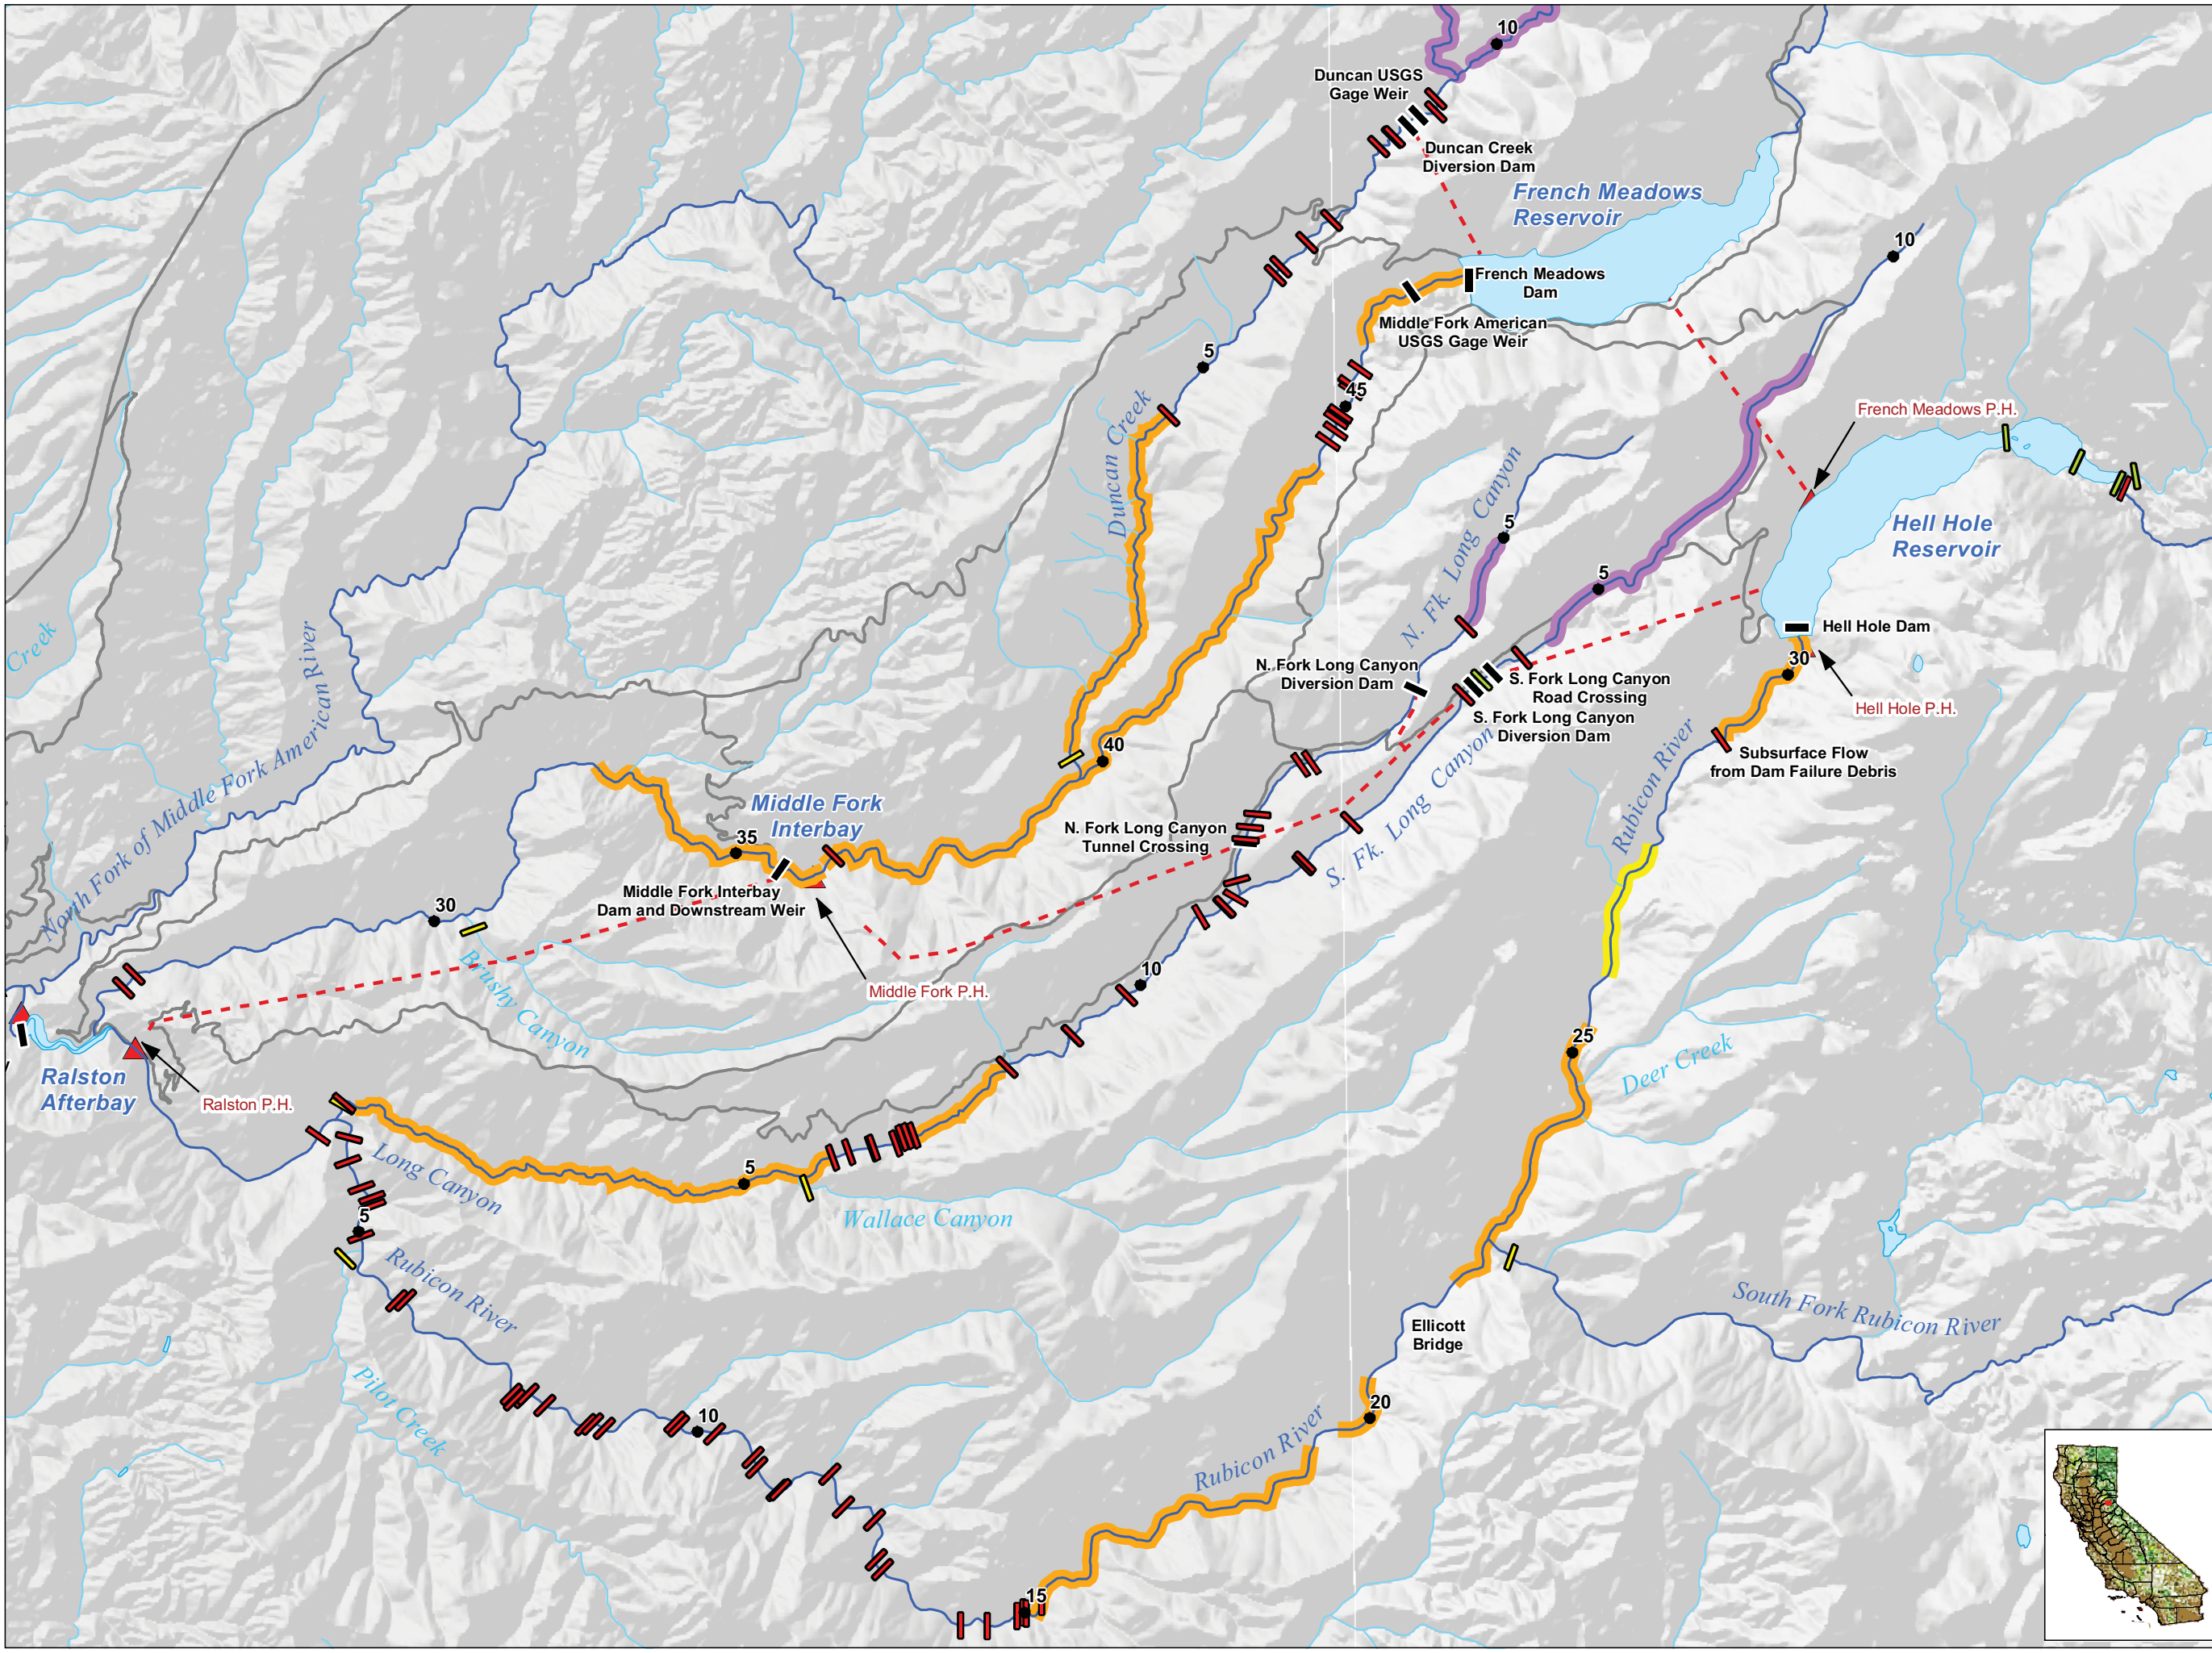 10
Duncan USGS
Gage Weir
Duncan Creek
Diversion Dam
French Meadows
Reservoir
10
French Meadows
Dam
Middle Fork American
USGS Gage Weir
5
45
Duncan Creek
French Meadows P.H.
N. Fk. Long Canyon
5
Hell Hole
Reservoir
5
Creek
Hell Hole Dam
30
N. Fork Long Canyon
Diversion Dam
S. Fork Long Canyon
Road Crossing
S. Fork Long Canyon
Diversion Dam
Hell Hole P.H.
North Fork of Middle Fork American River
40
Subsurface Flow
from Dam Failure Debris
Rubicon River
Middle Fork
Interbay
35
N. Fork Long Canyon
Tunnel Crossing
S. Fk. Long Canyon
Middle Fork Interbay
Dam and Downstream Weir
30
Brushy Canyon
10
Middle Fork P.H.
25
Deer Creek
Ralston
Afterbay
Ralston P.H.
Long Canyon
5
Wallace Canyon
5
Rubicon River
South Fork Rubicon River
Ellicott
Bridge
Pilot Creek
20
10
Rubicon River
15